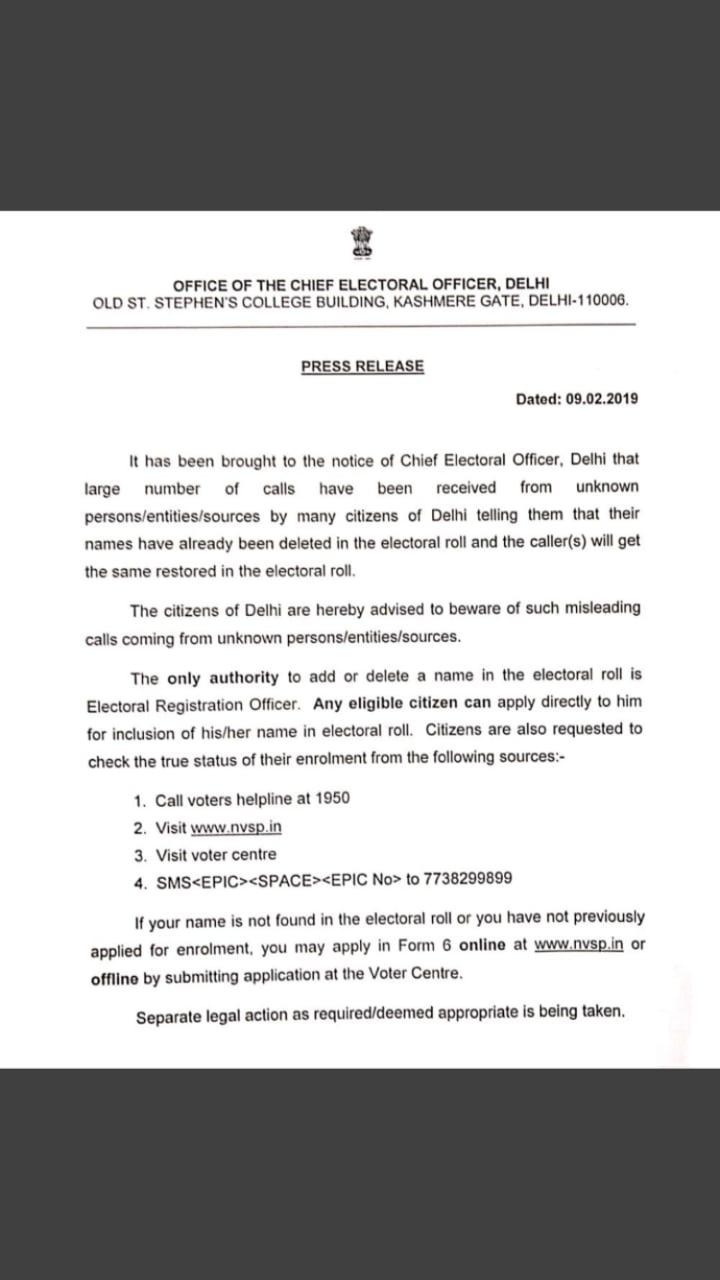 OFFICE OF THE CHIEF ELECTORAL OFFICER, DELHI
OLD ST. STEPHEN'S COLLEGE BUILDING, KASHMERE GATE, DELHI-110006.
PRESS RELEASE
Dated: 09.02.2019
It has been brought to the notice of Chief Electoral Officer, Delhi that
large number of calls have been received from unknown
persons/entities/sources by many citizens of Delhi telling them that their
names have already been deleted in the electoral roll and the caller(s) will get
the same restored in the electoral roll.
The citizens of Delhi are hereby advised to beware of such misleading
calls coming from unknown persons/entities/sources.
The only authority to add or delete a name in the electoral roll is
Electoral Registration Officer. Any eligible citizen can apply directly to him
for inclusion of his/her name in electoral roll. Citizens are also requested to
check the true status of their enrolment from the following sources:-
1. Call voters helpline at 1950
2. Visit www.nvsp.in
3. Visit voter centre
4. SMS<EPIC><SPACE><EPIC No> to 7738299899
If your name is not found in the electoral roll or you have not previously
applied for enrolment, you may apply in Form 6 online at www.nvsp.in or
offline by submitting application at the Voter Centre.
Separate legal action as required/deemed appropriate is being taken.